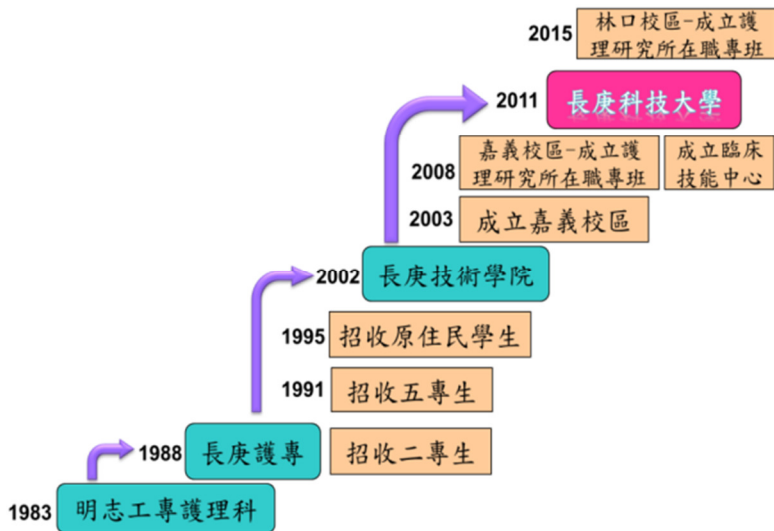 2015
林口校區-成立護
理研究所在職專班
2011
長庚科技大學
2008
嘉義校區-成立護
理研究所在職專班
成立臨床
技能中心
2003
成立嘉義校區
2002
長庚技術學院
1995
招收原住民學生
1991
招收五專生
1988
長庚護專
招收二專生
1983
明志工專護理科